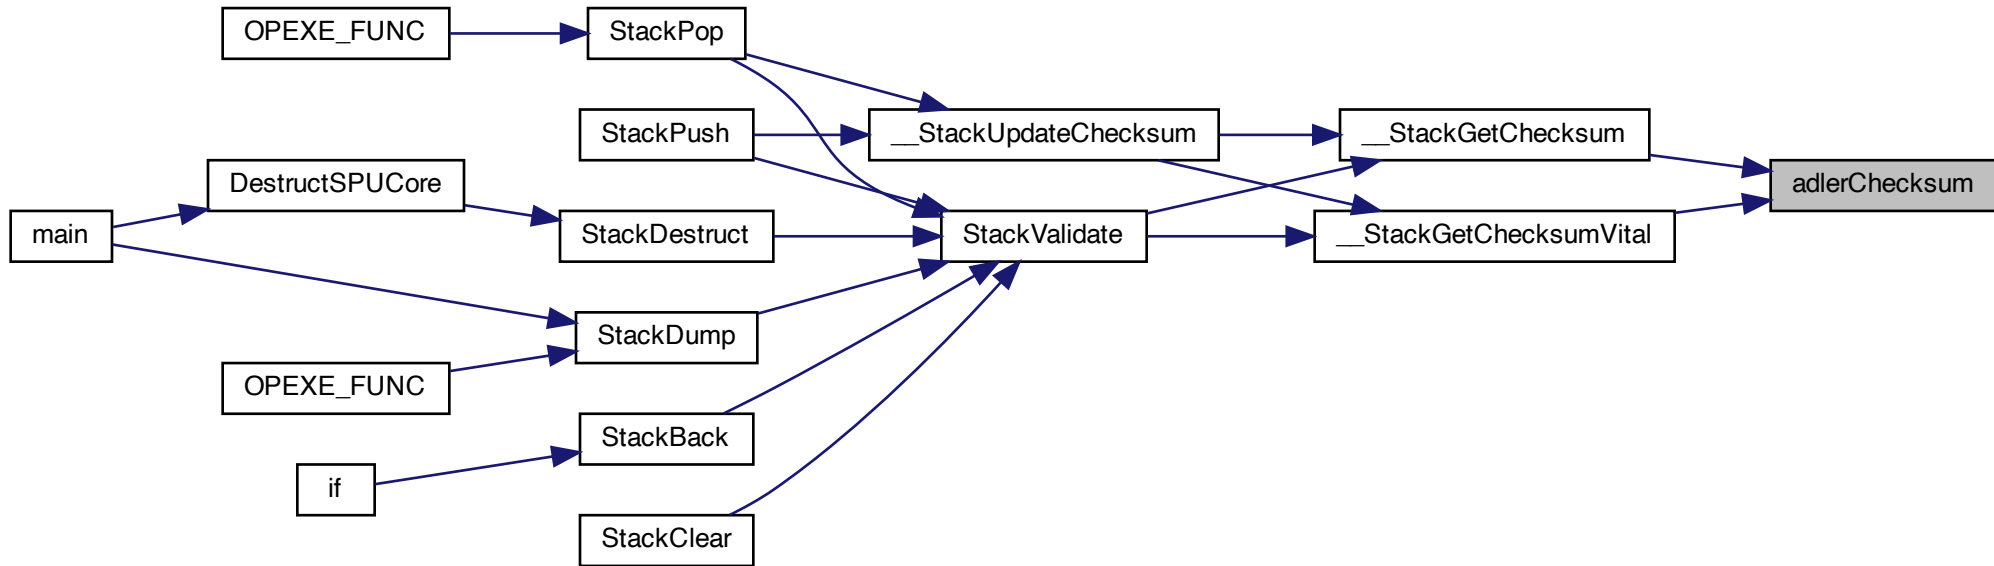 OPEXE_FUNC
StackPop
StackPush
__StackUpdateChecksum
__StackGetChecksum
DestructSPUCore
adlerChecksum
main
StackDestruct
StackValidate
__StackGetChecksumVital
StackDump
OPEXE_FUNC
StackBack
if
StackClear